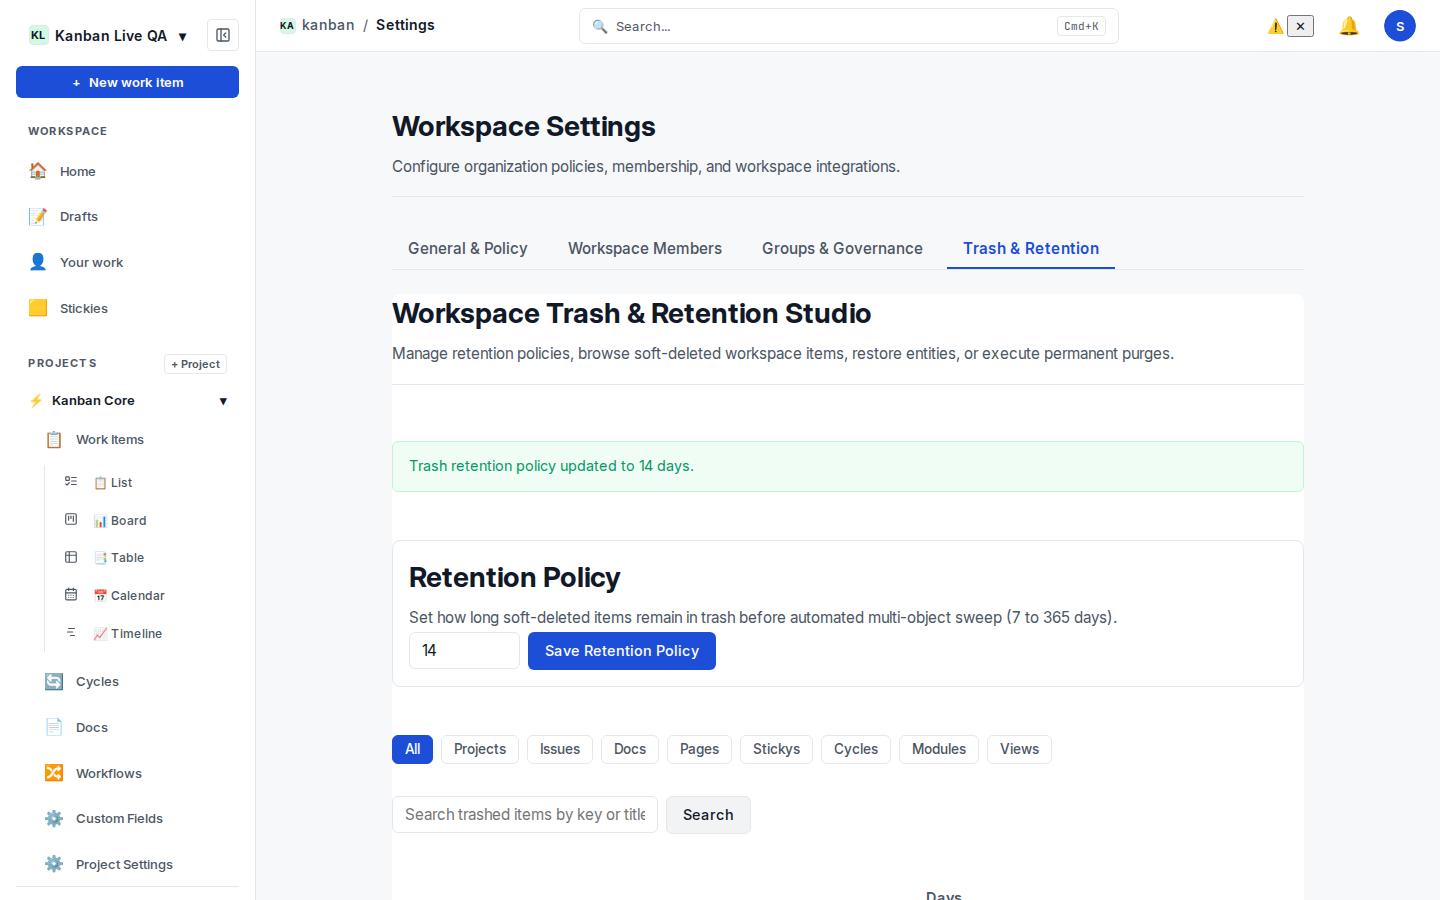 KL Kanban Live QA ▾
+ New work item
WORKSPACE
Home
Drafts
Your work
Stickies
PROJECTS
+ Project
Kanban Core ▾
Work Items
List
Board
Table
Calendar
Timeline
Cycles
Docs
Workflows
Custom Fields
Project Settings
KA kanban / Settings
Search...
Cmd+K
✕
S
Workspace Settings
Configure organization policies, membership, and workspace integrations.
General & Policy
Workspace Members
Groups & Governance
Trash & Retention
Workspace Trash & Retention Studio
Manage retention policies, browse soft-deleted workspace items, restore entities, or execute permanent purges.
Trash retention policy updated to 14 days.
Retention Policy
Set how long soft-deleted items remain in trash before automated multi-object sweep (7 to 365 days).
14
Save Retention Policy
All
Projects
Issues
Docs
Pages
Stickys
Cycles
Modules
Views
Search trashed items by key or title
Search
Days